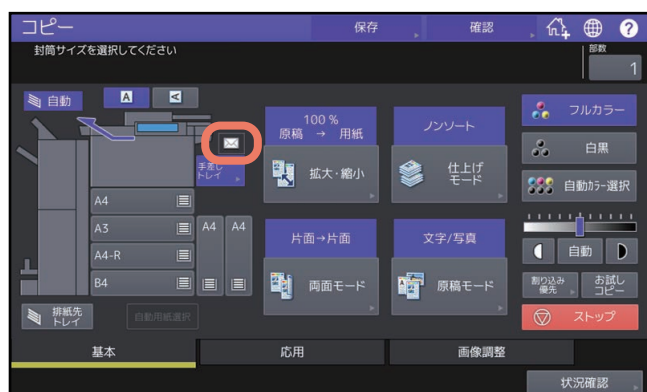 コピー
保存
確認
?
封筒サイズを選択してください
部数
1
自動
A
A
100 %
原稿 → 用紙
ノンソート
フルカラー
手差し
トレイ
拡大・縮小
仕上げ
モード
白黒
自動ｶﾗｰ選択
A4
A3
A4-R
B4
A4
A4
片面→片面
文字/写真
自動
両面モード
原稿モード
割り込み
優先
お試し
コピー
排紙先
トレイ
自動用紙選択
ストップ
基本
応用
画像調整
状況確認